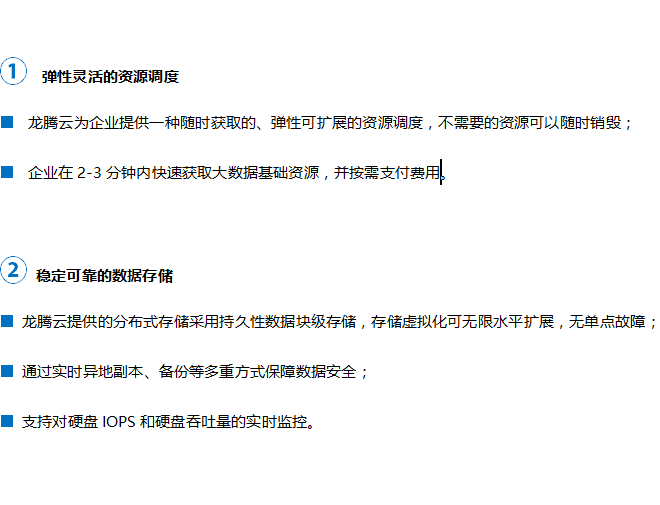 1 弹性灵活的资源调度
龙腾云为企业提供一种随时获取的、弹性可扩展的资源调度，不需要的资源可以随时销毁；
企业在 2-3 分钟内快速获取大数据基础资源，并按需支付费用。
2 稳定可靠的数据存储
龙腾云提供的分布式存储采用持久性数据块级存储，存储虚拟化可无限水平扩展，无单点故障；
通过实时异地副本、备份等多重方式保障数据安全；
支持对硬盘 IOPS 和硬盘吞吐量的实时监控。